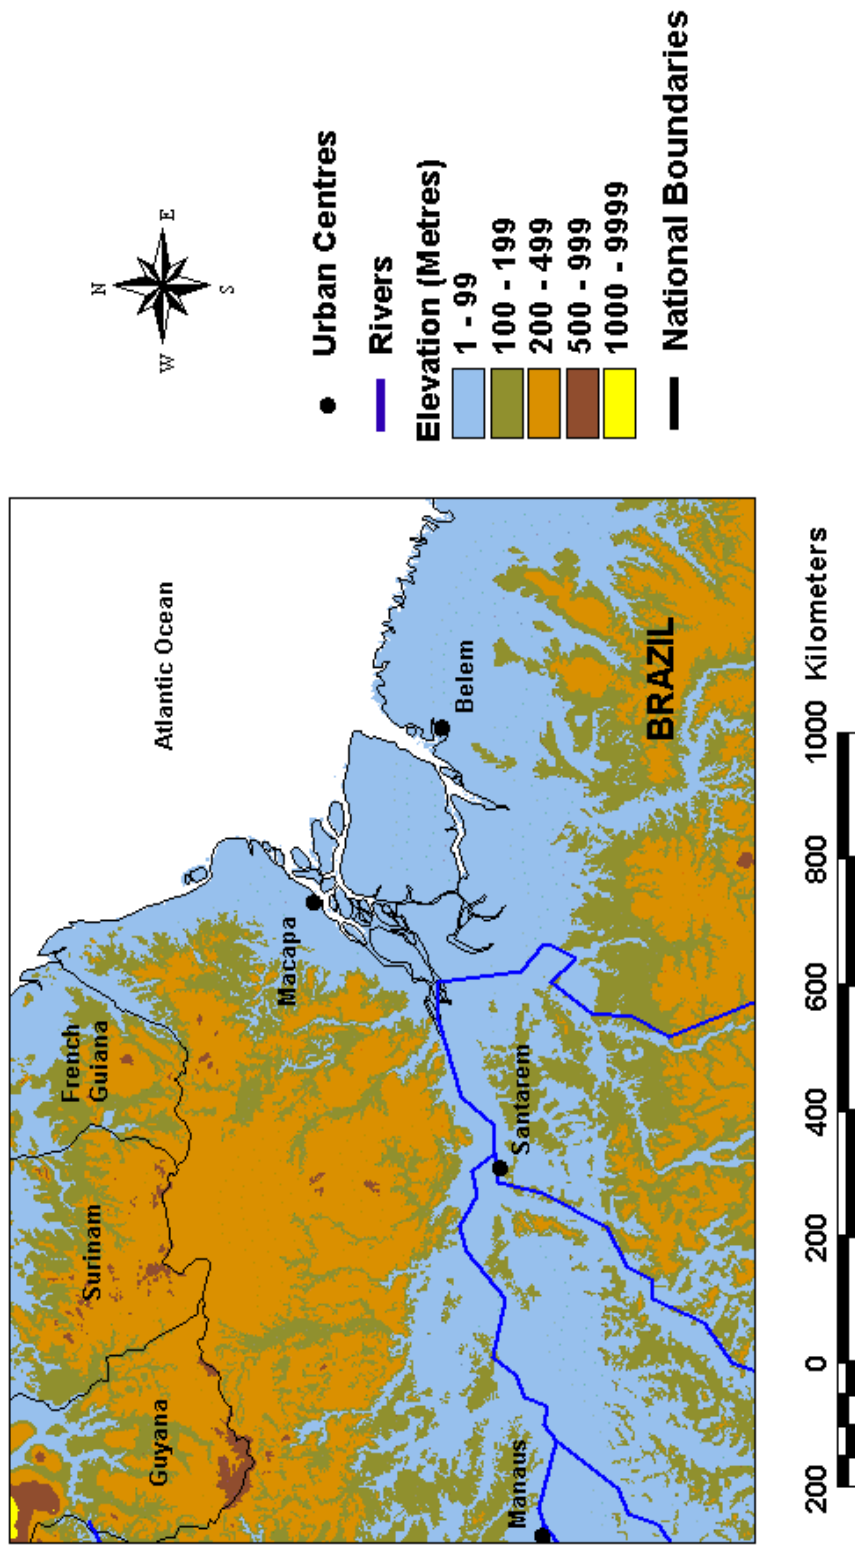 Atlantic Ocean
French
Guiana
Surinam
Guyana
Macapa
Belem
Santarem
Manaus
BRAZIL
N
W
E
S
Urban Centres
Rivers
Elevation (Metres)
1 - 99
100 - 199
200 - 499
500 - 999
1000 - 9999
National Boundaries
200 0 200 400 600 800 1000 Kilometers